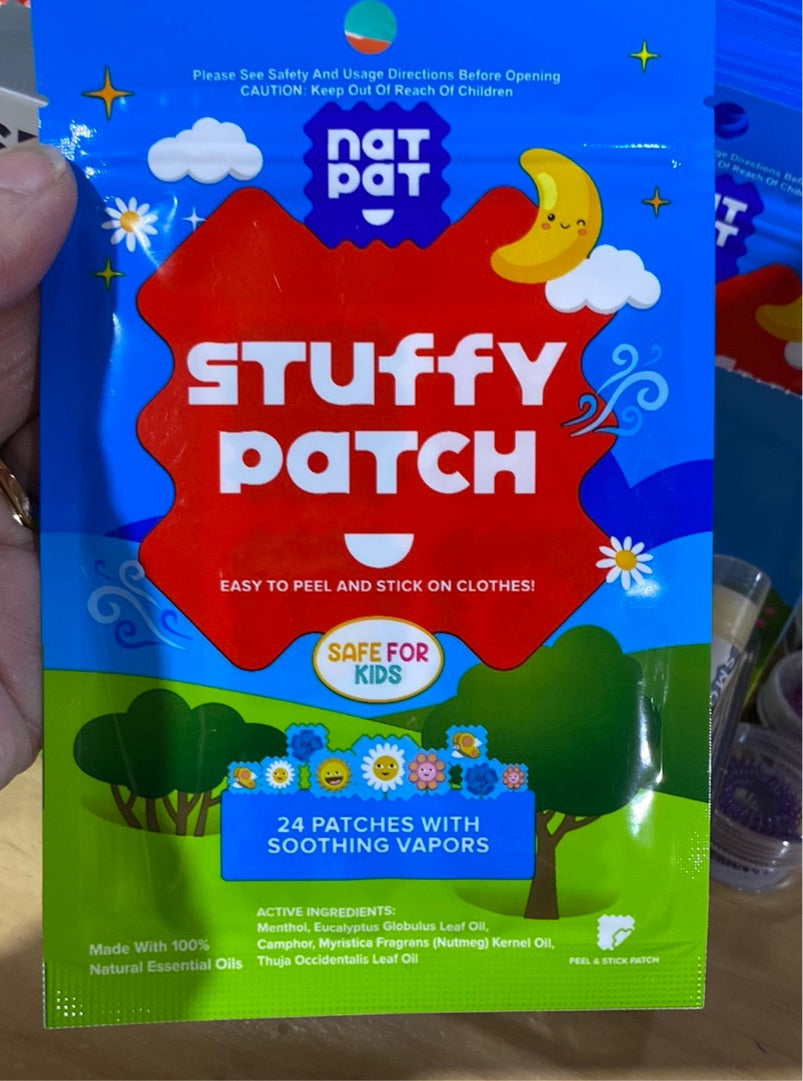 Please See Safety And Usage Directions Before Opening
CAUTION: Keep Out Of Reach Of Children
naT
paT
STUffY
PaTCH
EASY TO PEEL AND STICK ON CLOTHES!
SAFE FOR
KIDS
24 PATCHES WITH
SOOTHING VAPORS
Made With 100%
Natural Essential Oils
ACTIVE INGREDIENTS:
Menthol, Eucalyptus Globulus Leaf Oil,
Camphor, Myristica Fragrans (Nutmeg) Kernel Oil,
Thuja Occidentalis Leaf Oil
PEEL & STICK PATCH